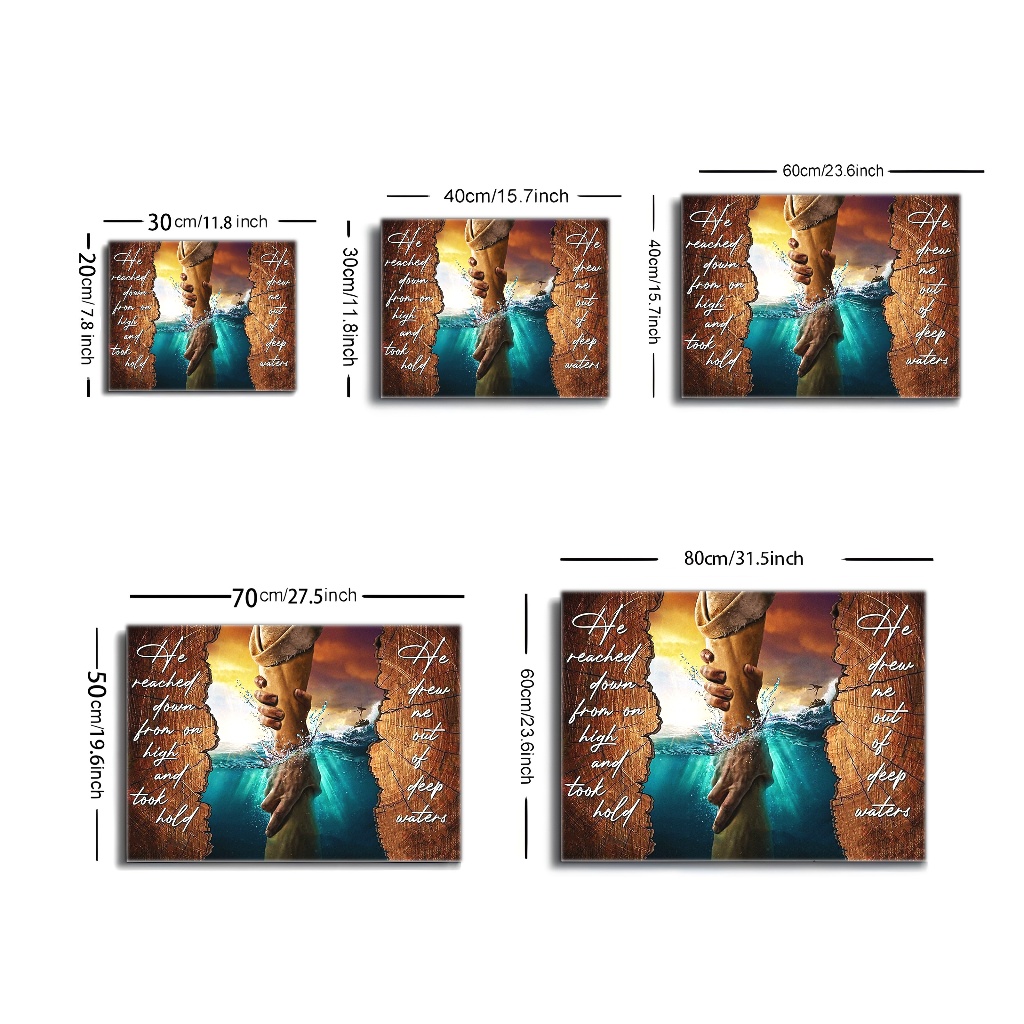 30cm/11.8 inch
20cm/7.8 inch
He
reached
down
from on
high
and
took
hold
He
drew
me
out
of
deep
waters
40cm/15.7inch
30cm/11.8inch
He
reached
down
from on
high
and
took
hold
He
drew
me
out
of
deep
waters
60cm/23.6inch
40cm/15.7inch
He
reached
down
from on
high
and
took
hold
He
drew
me
out
of
deep
waters
70cm/27.5inch
50cm/19.6inch
He
reached
down
from on
high
and
took
hold
He
drew
me
out
of
deep
waters
80cm/31.5inch
60cm/23.6inch
He
reached
down
from on
high
and
took
hold
He
drew
me
out
of
deep
waters